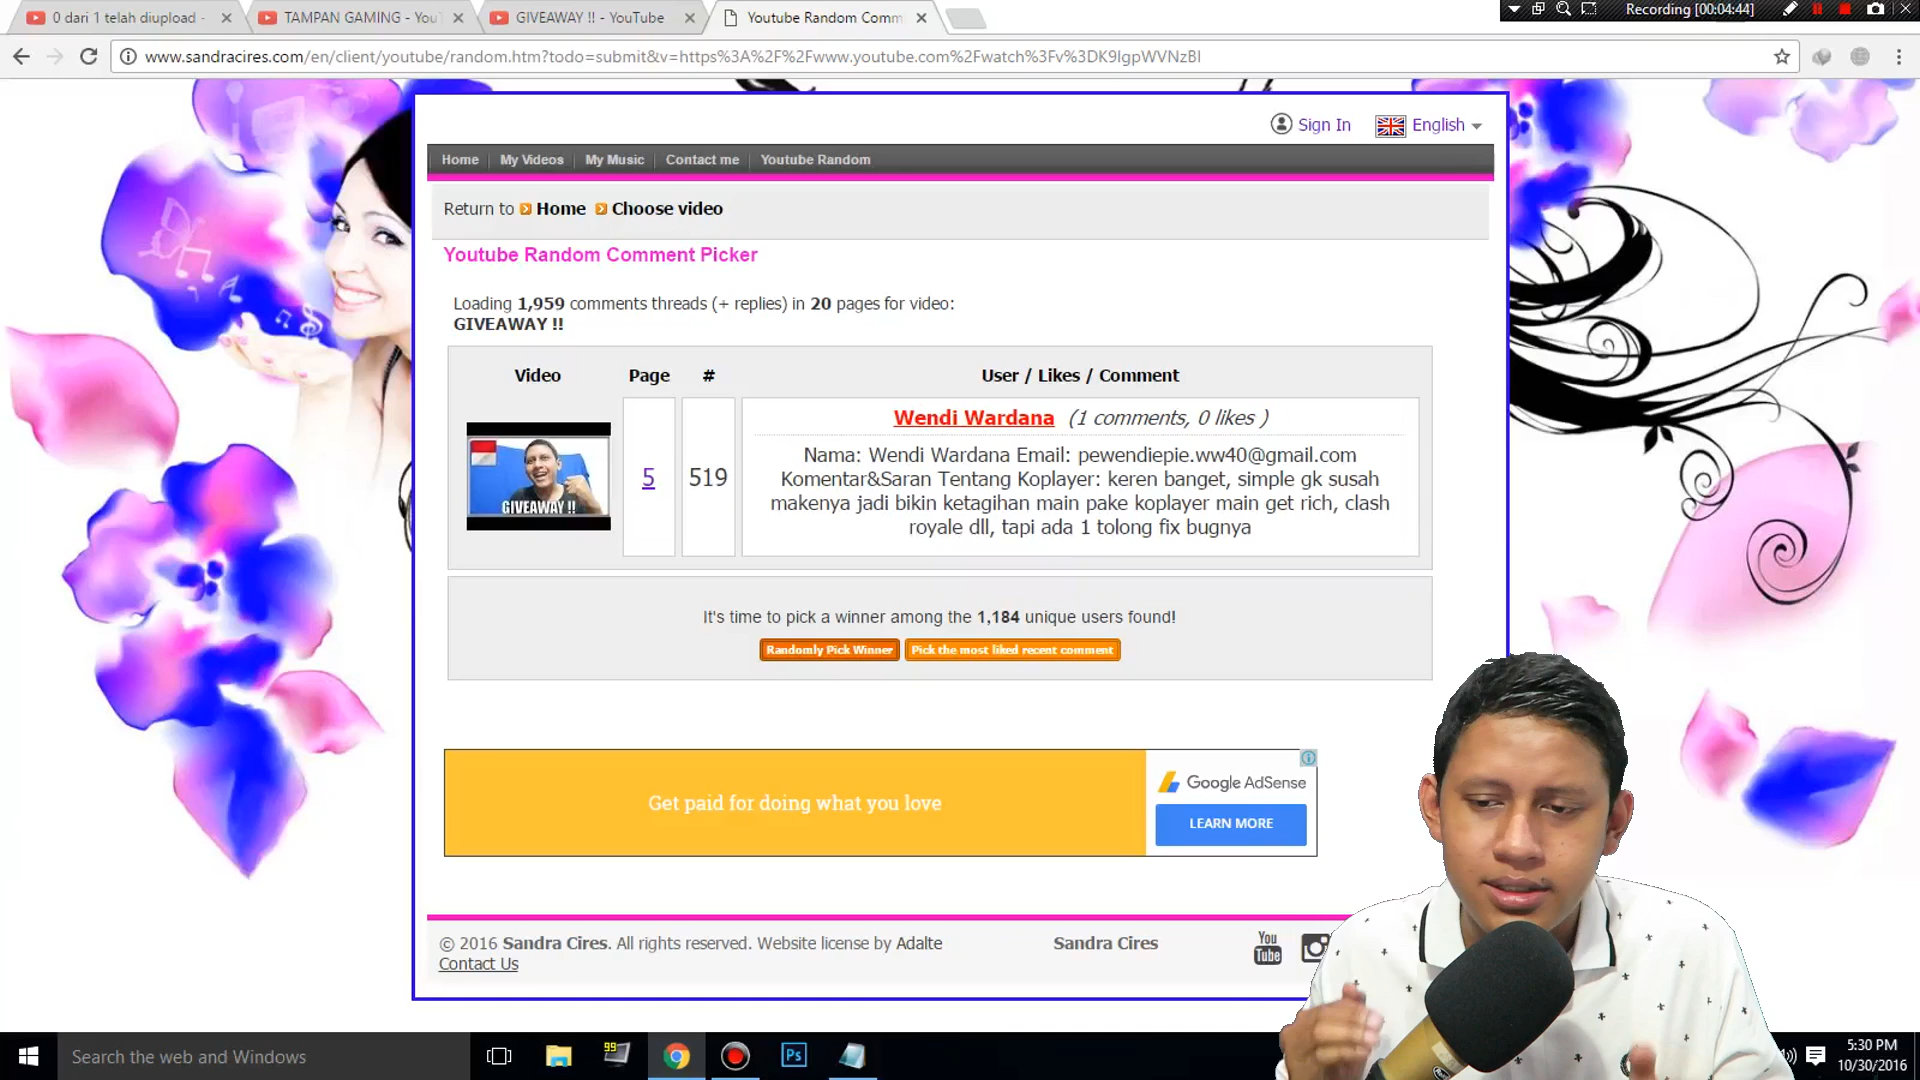 0 dari 1 telah diupload -
TAMPAN GAMING - You
GIVEAWAY !! - YouTube
Youtube Random Comm
Recording [00:04:44]
www.sandracires.com/en/client/youtube/random.htm?todo=submit&v=https%3A%2F%2Fwww.youtube.com%2Fwatch%3Fv%3DK9IgpWVNzBI
Sign In
English
Home
My Videos
My Music
Contact me
Youtube Random
Return to Home Choose video
Youtube Random Comment Picker
Loading 1,959 comments threads (+ replies) in 20 pages for video:
GIVEAWAY !!
Video Page # User / Likes / Comment
GIVEAWAY !!
5
519
Wendi Wardana (1 comments, 0 likes )
Nama: Wendi Wardana Email: pewendiepie.ww40@gmail.com
Komentar&Saran Tentang Koplayer: keren banget, simple gk susah
makenya jadi bikin ketagihan main pake koplayer main get rich, clash
royale dll, tapi ada 1 tolong fix bugnya
It's time to pick a winner among the 1,184 unique users found!
Randomly Pick Winner
Pick the most liked recent comment
Get paid for doing what you love
Google AdSense
LEARN MORE
© 2016 Sandra Cires. All rights reserved. Website license by Adalte
Contact Us
Sandra Cires
You
Tube
Search the web and Windows
99
Ps
5:30 PM
10/30/2016